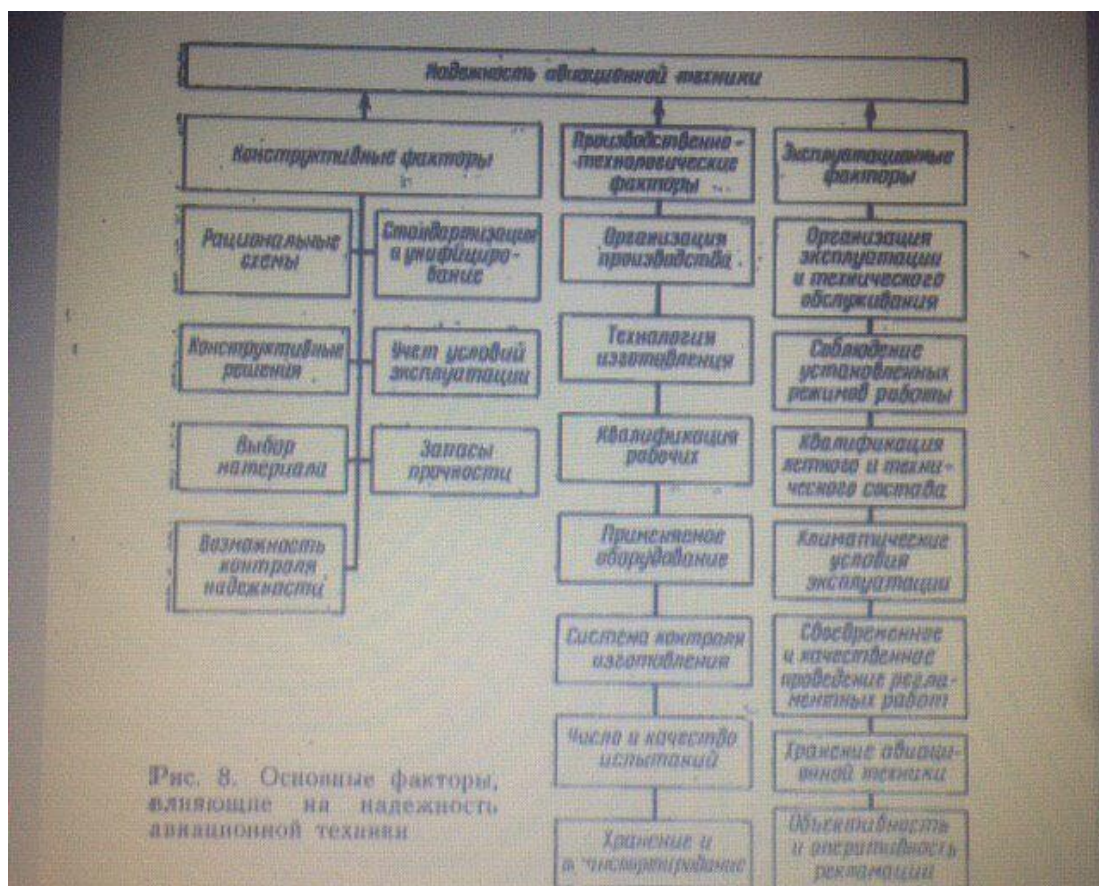 Надежность авиационной техники
Конструктивные факторы
Рациональные
схемы
Стандартизация
и унифициро-
вание
Конструктивные
решения
Учет условий
эксплуатации
Выбор
материала
Запасы
прочности
Возможность
контроля
надежности
Производственно-
-технологические
факторы
Организация
производства
Технология
изготовления
Квалификация
рабочих
Применяемое
оборудование
Система контроля
изготовления
Число и качество
испытаний
Хранение и
Эксплуатационные
факторы
Организация
эксплуатации
и технического
обслуживания
Соблюдение
установленных
режимов работы
Квалификация
летного и техни-
ческого состава
Климатические
условия
эксплуатации
Своевременное
и качественное
проведение регла-
ментных работ
Хранение авиаци-
онной техники
Объективность
и оперативность
рекламации
Рис. 8. Основные факторы,
влияющие на надежность
авиационной техники